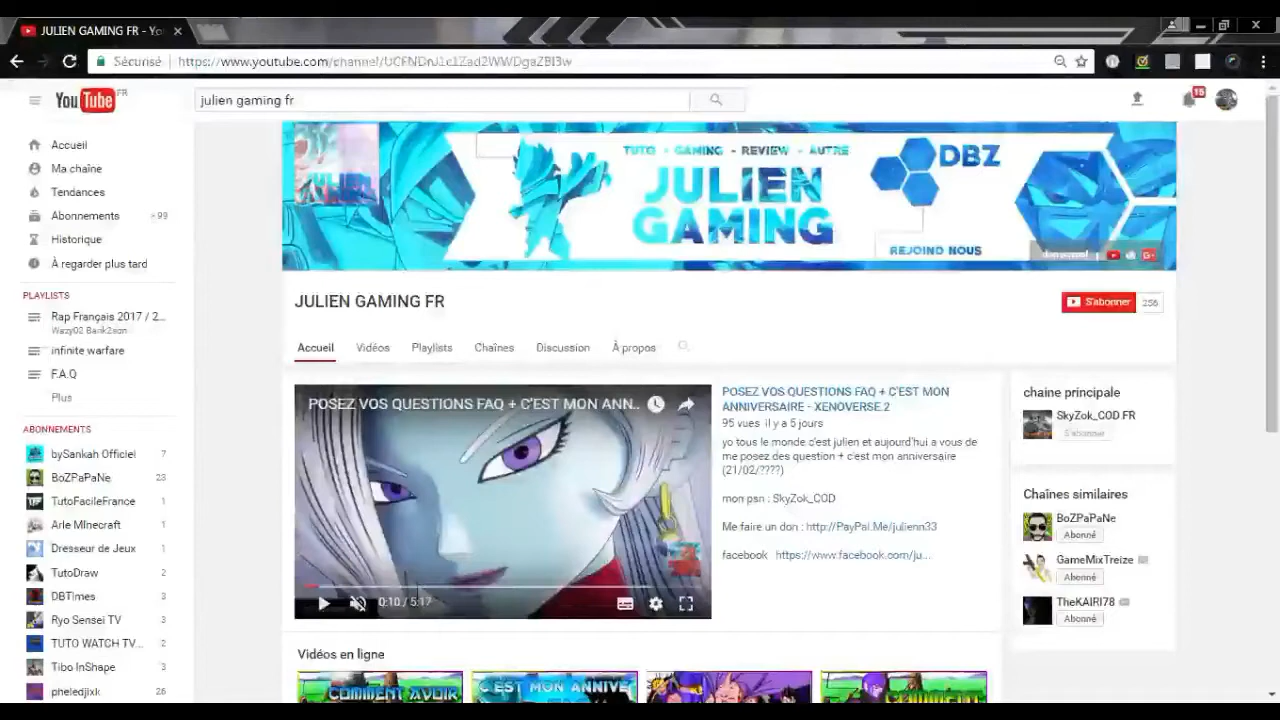 JULIEN GAMING FR - Yo
Sécurisé
https://www.youtube.com/channel/
YouTube FR
julien gaming fr
15
Accueil
Ma chaîne
Tendances
Abonnements +99
Historique
À regarder plus tard
PLAYLISTS
Rap Français 2017 / 2...
Wazy02 Bank2son
infinite warfare
F.A.Q
Plus
ABONNEMENTS
bySankah Officiel 7
BoZPaPaNe 23
TutoFacileFrance 1
Arle Minecraft 1
Dresseur de Jeux 1
TutoDraw 2
DBTimes 3
Ryo Sensei TV 3
TUTO WATCH TV... 2
Tibo InShape 3
pheledjixk 26
TUTO - GAMING - REVIEW - AUTRE
JULIEN
GAMING
DBZ
REJOIND NOUS
JULIEN GAMING FR
S'abonner 256
Accueil Vidéos Playlists Chaînes Discussion À propos
POSEZ VOS QUESTIONS FAQ + C'EST MON ANN...
0:10 / 5:17
POSEZ VOS QUESTIONS FAQ + C'EST MON
ANNIVERSAIRE - XENOVERSE 2
95 vues il y a 5 jours
yo tous le monde c'est julien et aujourd'hui a vous de
me posez des question + c'est mon anniversaire
(21/02/????)
mon psn : SkyZok_COD
Me faire un don : http://PayPal.Me/julienn33
facebook https://www.facebook.com/ju...
chaine principale
SkyZok_COD FR
S'abonner
Chaînes similaires
BoZPaPaNe
Abonné
GameMixTreize
Abonné
TheKAIRI78
Abonné
Vidéos en ligne
COMMENT AVOIR
C'EST MON ANNIVE